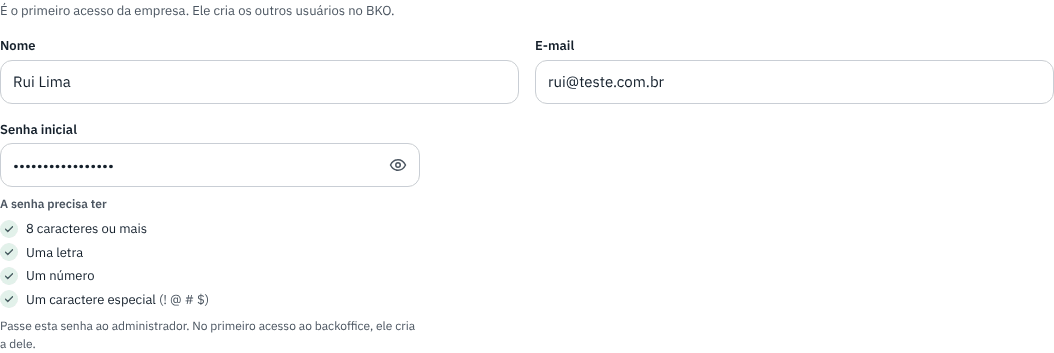 É o primeiro acesso da empresa. Ele cria os outros usuários no BKO.
Nome
E-mail
Rui Lima
rui@teste.com.br
Senha inicial
•••••••••••••••••
A senha precisa ter
8 caracteres ou mais
Uma letra
Um número
Um caractere especial (! @ # $)
Passe esta senha ao administrador. No primeiro acesso ao backoffice, ele cria
a dele.